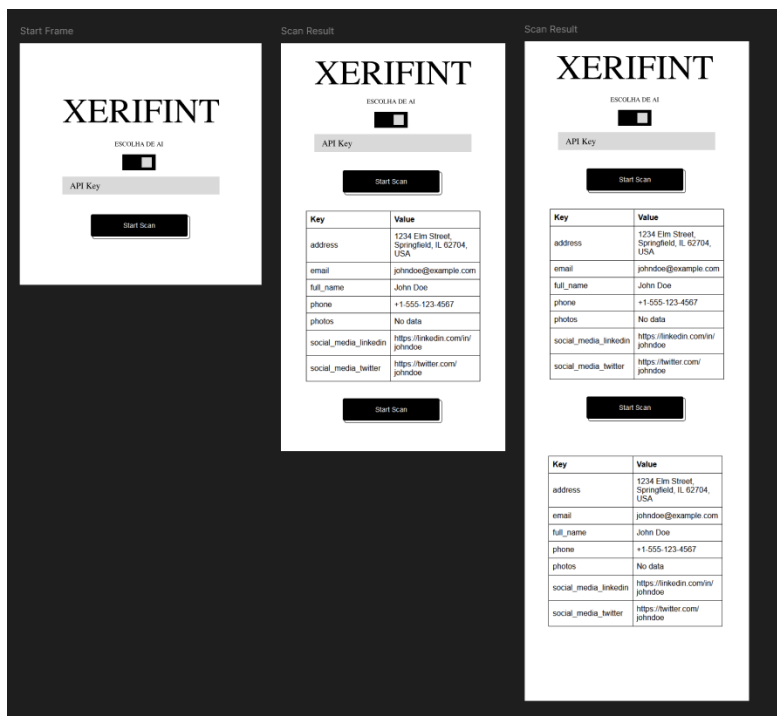 Start Frame
XERIFINT
ESCOLHA DE AI
API Key
Start Scan
Scan Result
XERIFINT
ESCOLHA DE AI
API Key
Start Scan
Key Value
address 1234 Elm Street,
Springfield, IL 62704,
USA
email johndoe@example.com
full_name John Doe
phone +1-555-123-4567
photos No data
social_media_linkedin https://linkedin.com/in/
johndoe
social_media_twitter https://twitter.com/
johndoe
Start Scan
Scan Result
XERIFINT
ESCOLHA DE AI
API Key
Start Scan
Key Value
address 1234 Elm Street,
Springfield, IL 62704,
USA
email johndoe@example.com
full_name John Doe
phone +1-555-123-4567
photos No data
social_media_linkedin https://linkedin.com/in/
johndoe
social_media_twitter https://twitter.com/
johndoe
Start Scan
Key Value
address 1234 Elm Street,
Springfield, IL 62704,
USA
email johndoe@example.com
full_name John Doe
phone +1-555-123-4567
photos No data
social_media_linkedin https://linkedin.com/in/
johndoe
social_media_twitter https://twitter.com/
johndoe